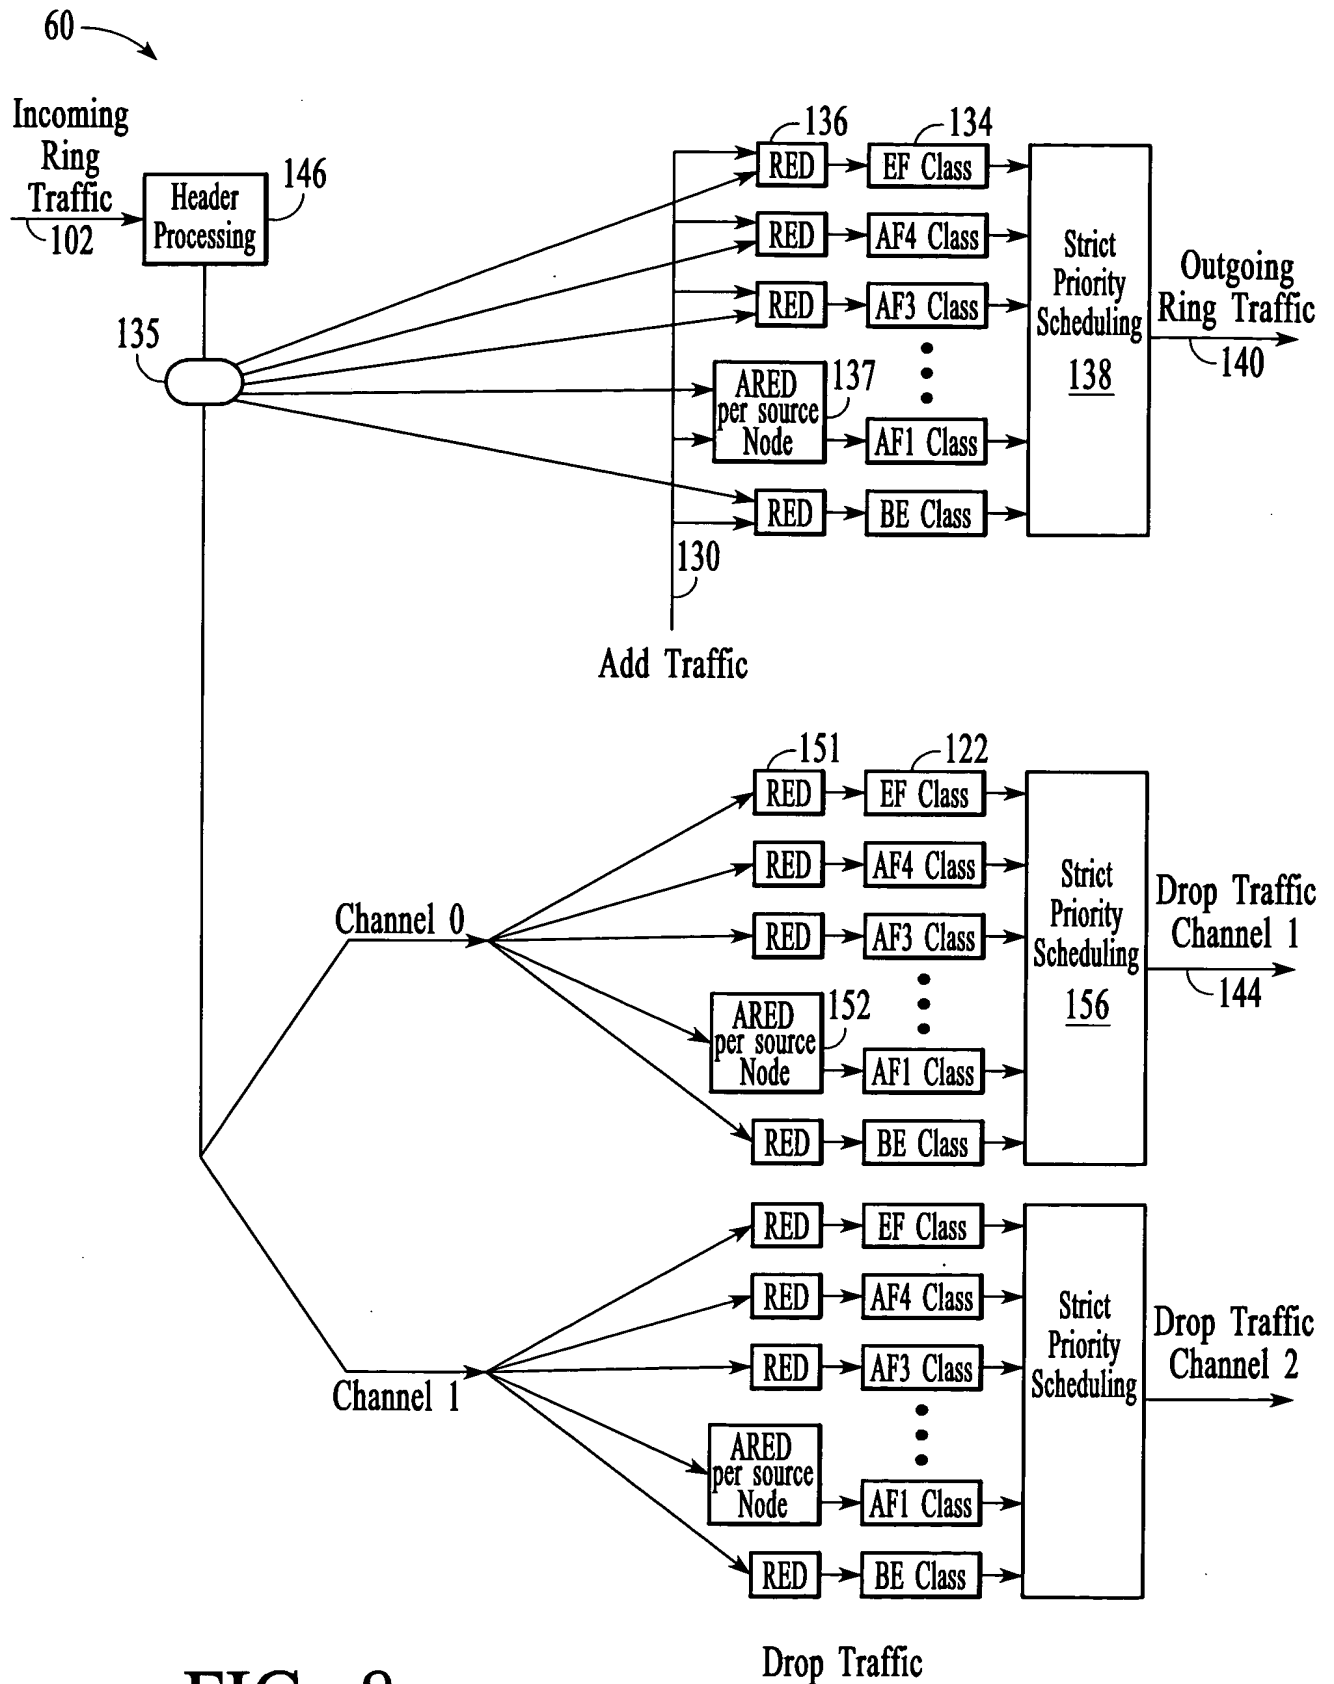 60
Incoming
Ring
Traffic
102
Header
Processing
146
135
136
134
RED
EF Class
RED
AF4 Class
RED
AF3 Class
ARED
per source
Node
137
AF1 Class
RED
BE Class
Strict
Priority
Scheduling
138
Outgoing
Ring Traffic
140
130
Add Traffic
151
122
Channel 0
RED
EF Class
RED
AF4 Class
RED
AF3 Class
ARED
per source
Node
152
AF1 Class
RED
BE Class
Strict
Priority
Scheduling
156
Drop Traffic
Channel 1
144
Channel 1
RED
EF Class
RED
AF4 Class
RED
AF3 Class
ARED
per source
Node
AF1 Class
RED
BE Class
Strict
Priority
Scheduling
Drop Traffic
Channel 2
Drop Traffic
FIG.